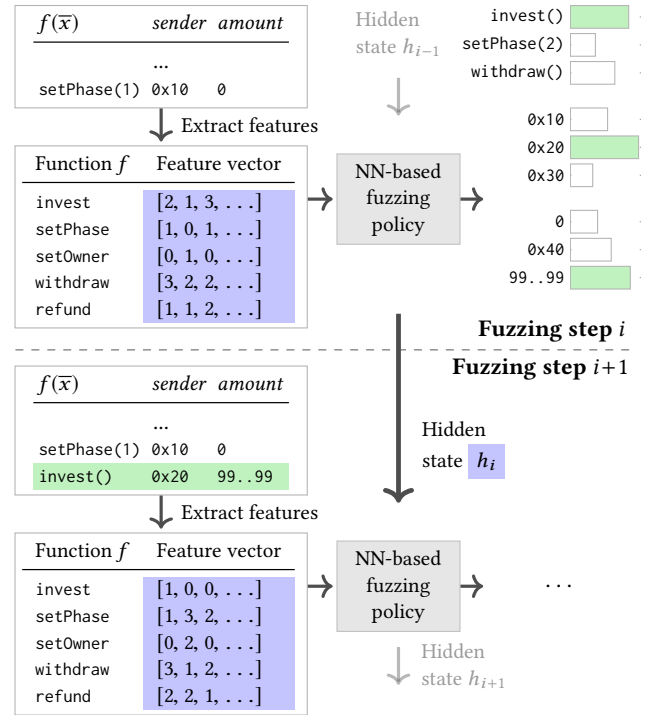 f(x̅) sender amount
...
setPhase(1) 0x10 0
Extract features
Function f Feature vector
invest [2, 1, 3, . . .]
setPhase [1, 0, 1, . . .]
setOwner [0, 1, 0, . . .]
withdraw [3, 2, 2, . . .]
refund [1, 1, 2, . . .]
Hidden
state hᵢ₋₁
NN-based
fuzzing
policy
invest()
setPhase(2)
withdraw()
0x10
0x20
0x30
0
0x40
99..99
Fuzzing step i
Fuzzing step i+1
f(x̅) sender amount
...
setPhase(1) 0x10 0
invest() 0x20 99..99
Extract features
Hidden
state hᵢ
Function f Feature vector
invest [1, 0, 0, . . .]
setPhase [1, 3, 2, . . .]
setOwner [0, 2, 0, . . .]
withdraw [3, 1, 2, . . .]
refund [2, 2, 1, . . .]
NN-based
fuzzing
policy
. . .
Hidden
state hᵢ₊₁